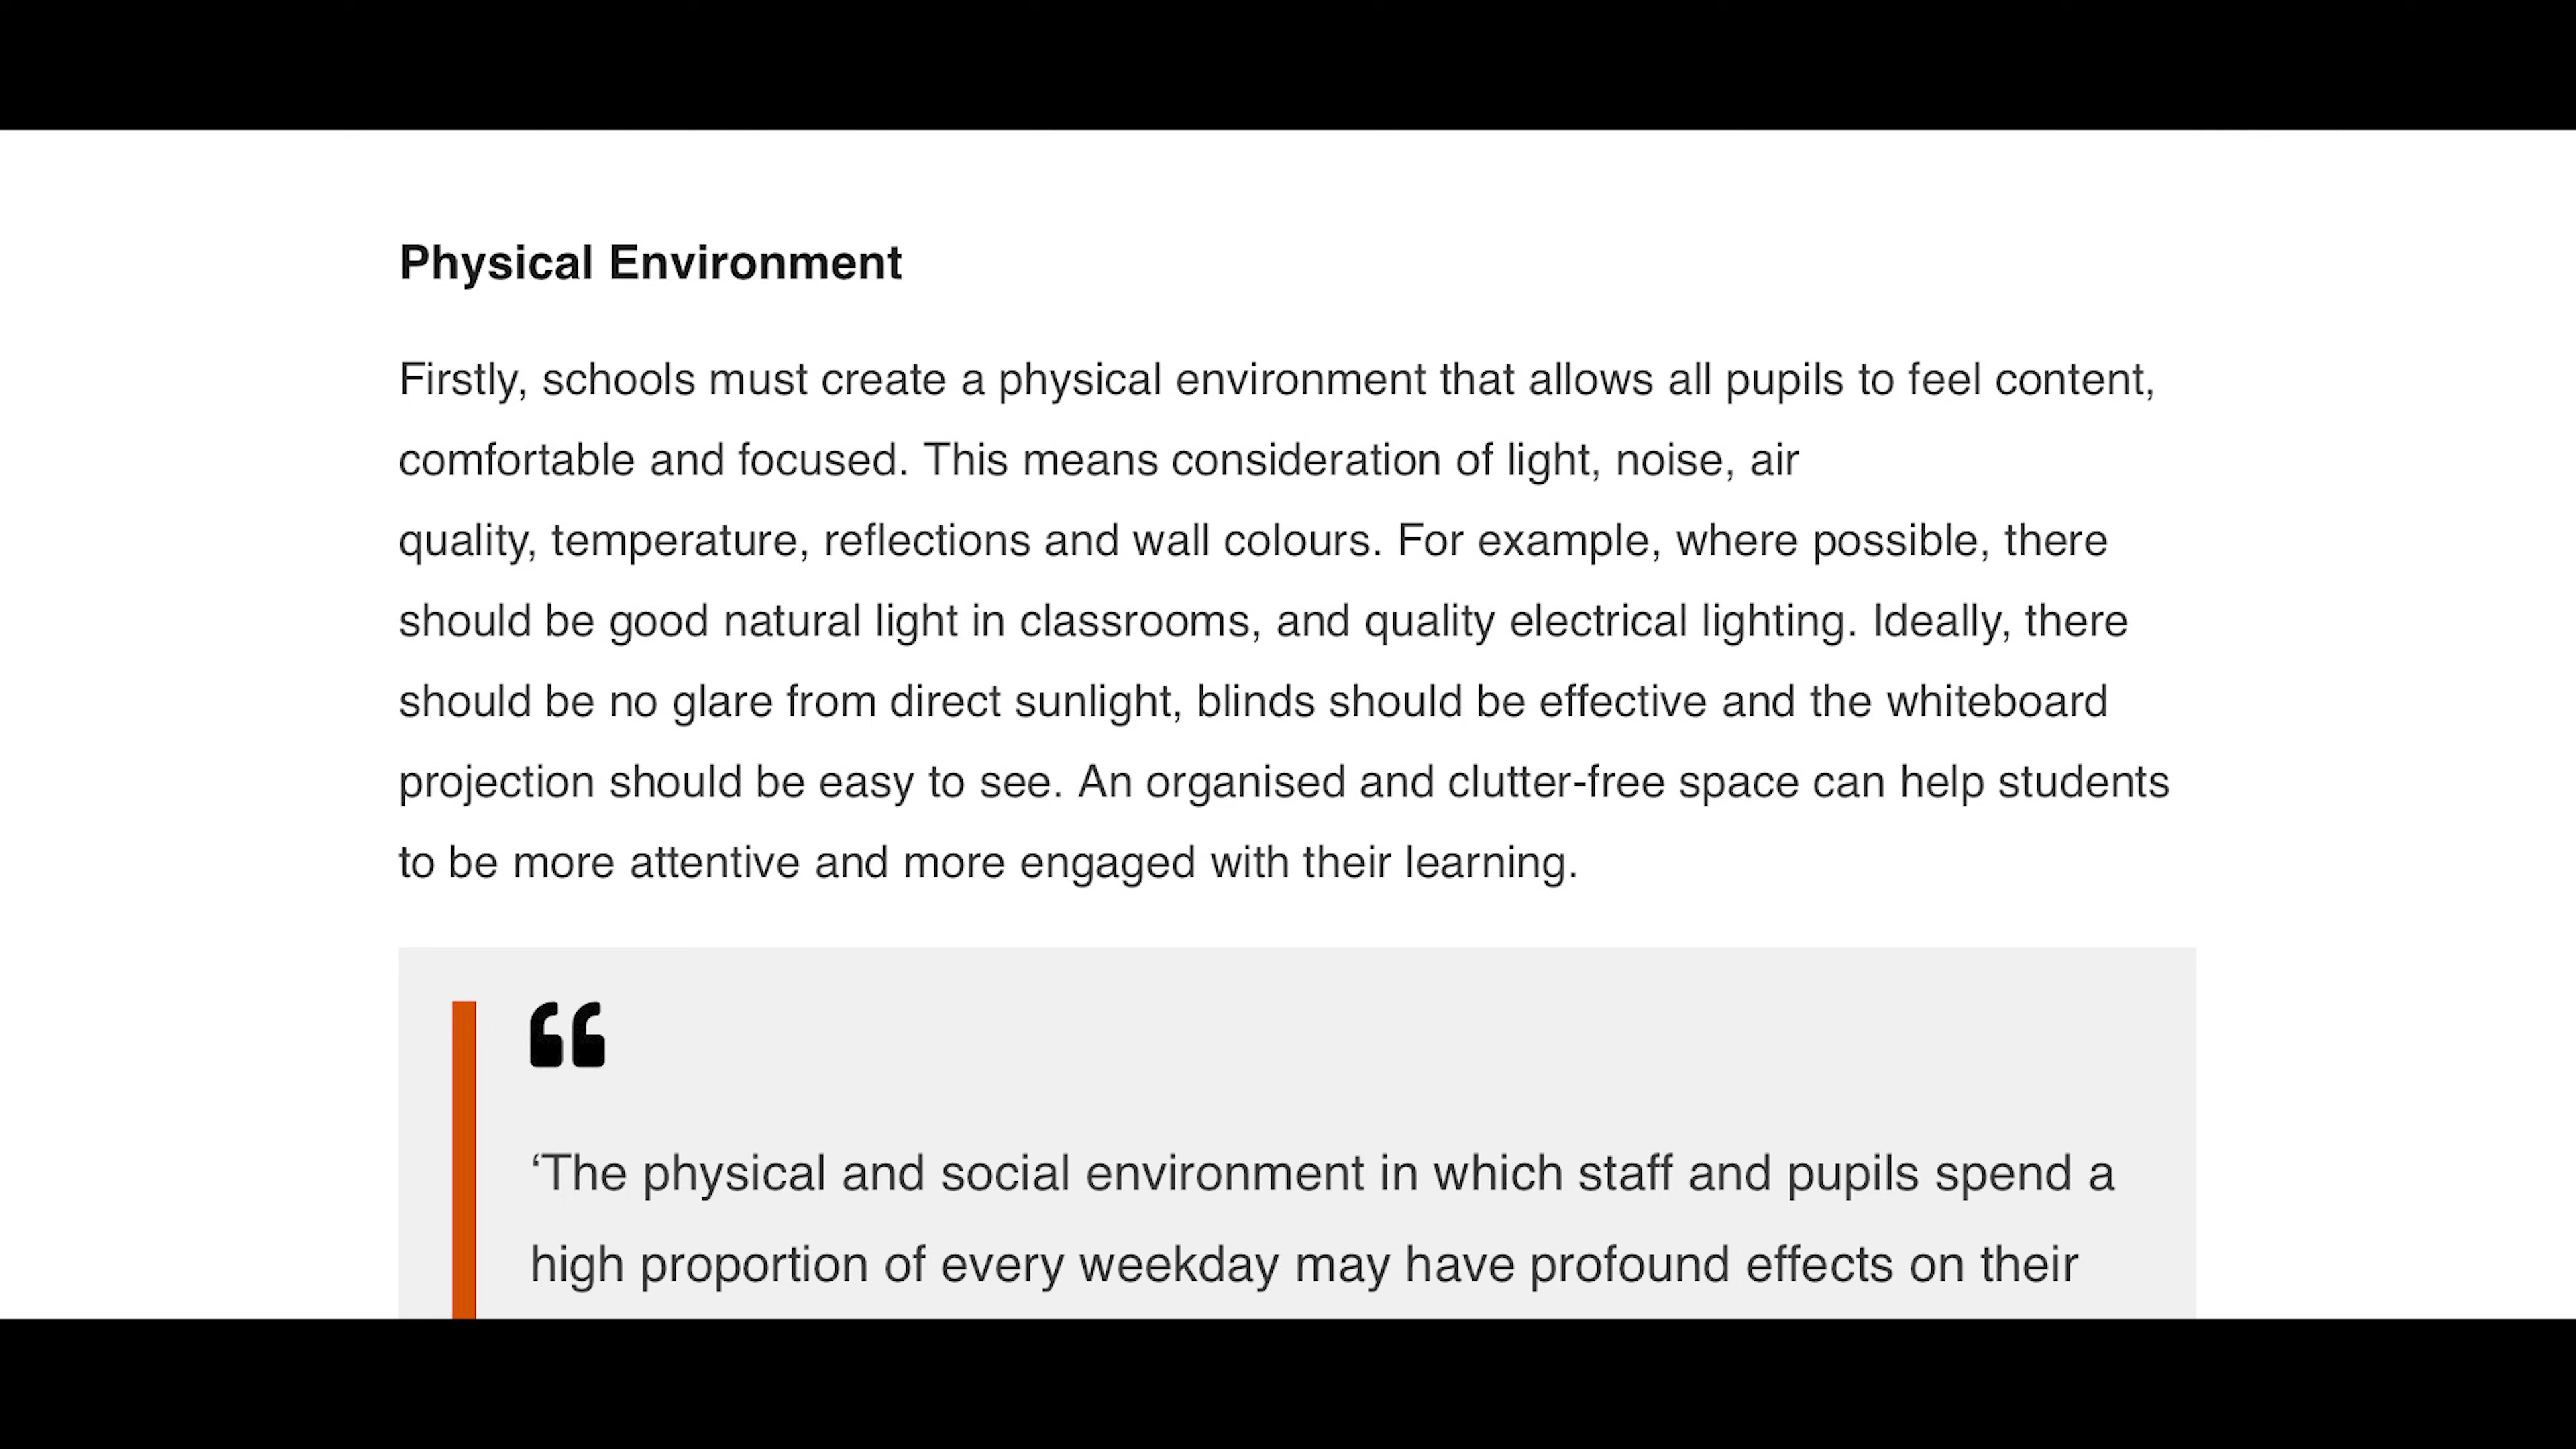 Physical Environment
Firstly, schools must create a physical environment that allows all pupils to feel content,
comfortable and focused. This means consideration of light, noise, air
quality, temperature, reflections and wall colours. For example, where possible, there
should be good natural light in classrooms, and quality electrical lighting. Ideally, there
should be no glare from direct sunlight, blinds should be effective and the whiteboard
projection should be easy to see. An organised and clutter-free space can help students
to be more attentive and more engaged with their learning.
“
‘The physical and social environment in which staff and pupils spend a
high proportion of every weekday may have profound effects on their